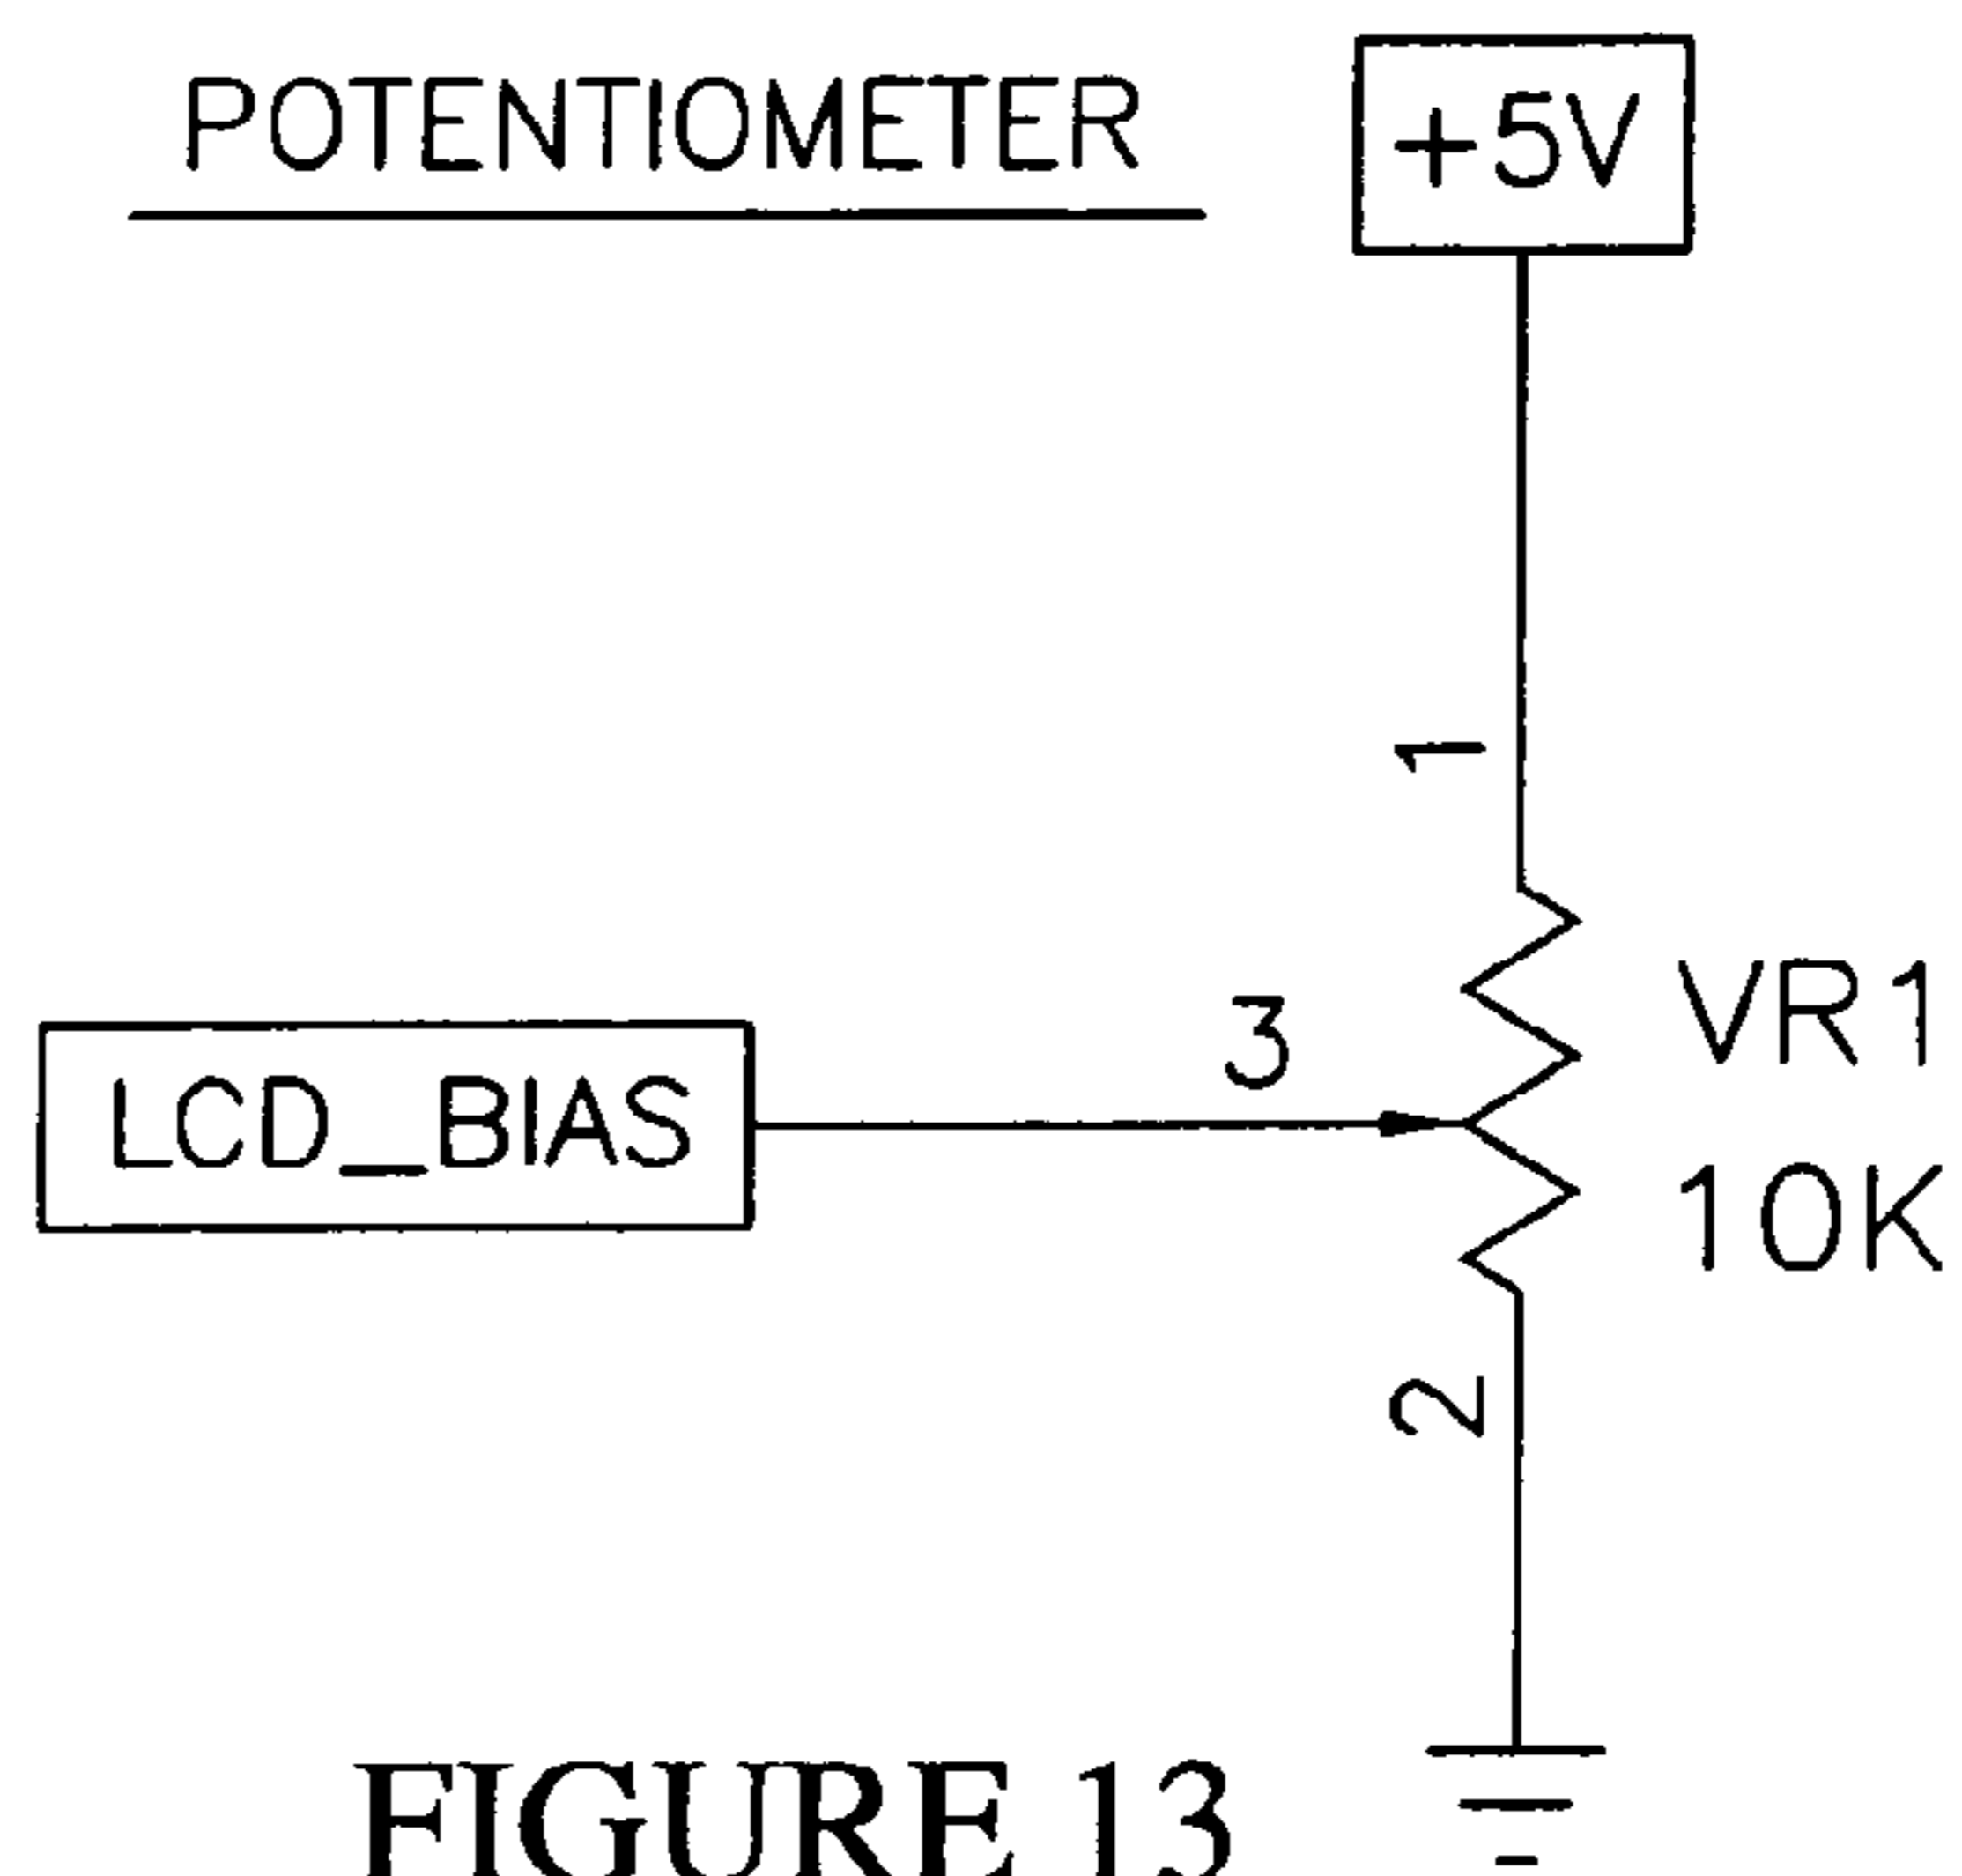 POTENTIOMETER
+5V
1
VR1
3
LCD_BIAS
10K
2
FIGURE 13